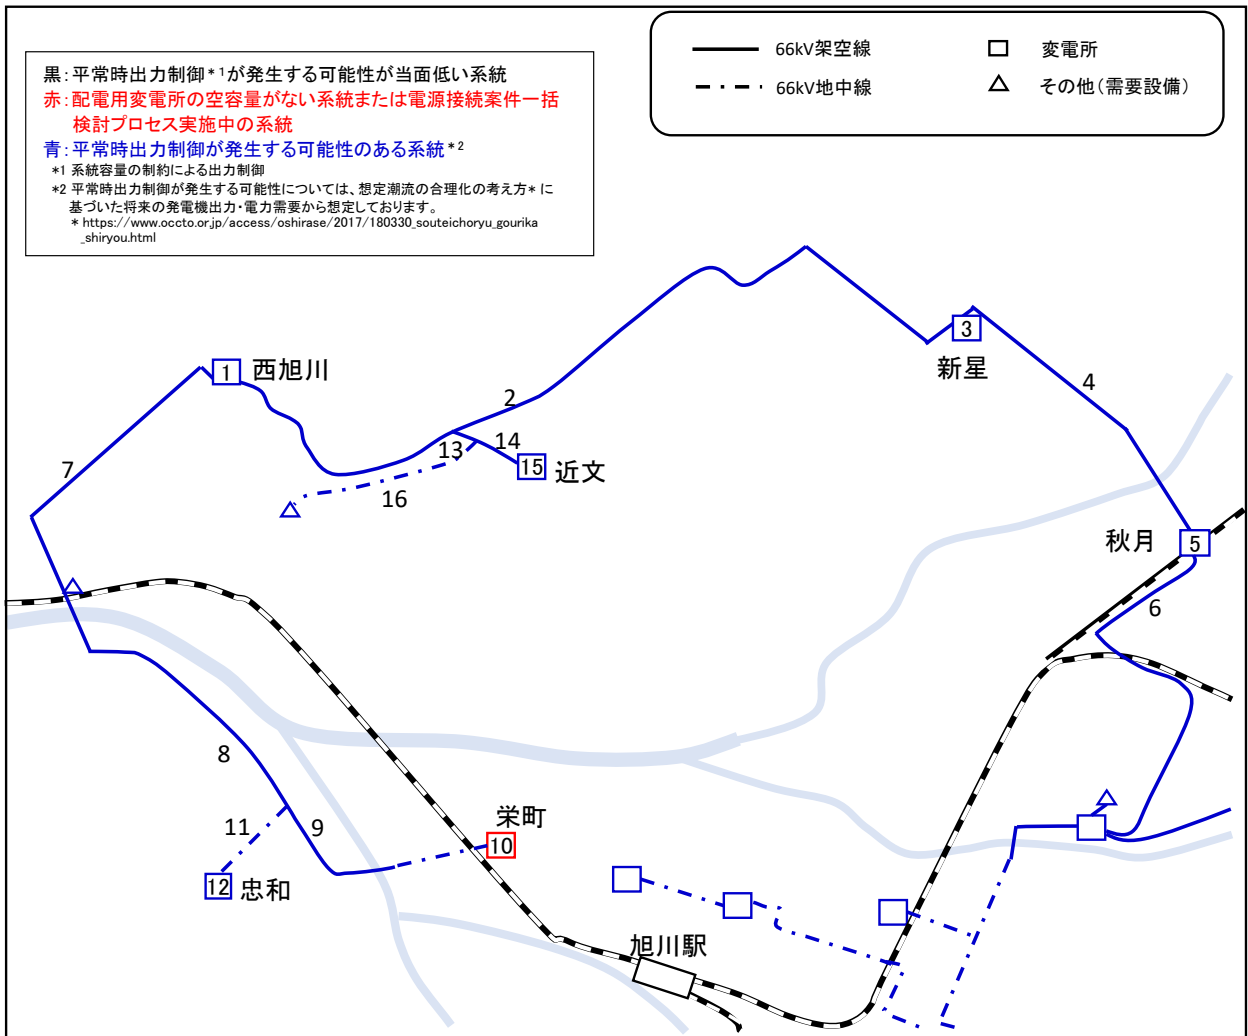 黒：平常時出力制御*1が発生する可能性が当面低い系統
赤：配電用変電所の空容量がない系統または電源接続案件一括
検討プロセス実施中の系統
青：平常時出力制御が発生する可能性のある系統*2
*1 系統容量の制約による出力制御
*2 平常時出力制御が発生する可能性については、想定潮流の合理化の考え方* に
基づいた将来の発電機出力・電力需要から想定しております。
* https://www.occto.or.jp/access/oshirase/2017/180330_souteichoryu_gourika
_shiryou.html
66kV架空線
変電所
66kV地中線
その他（需要設備）
3
新星
1
西旭川
4
2
7
13
14
15
近文
16
秋月
5
6
8
栄町
10
11
9
12
忠和
旭川駅